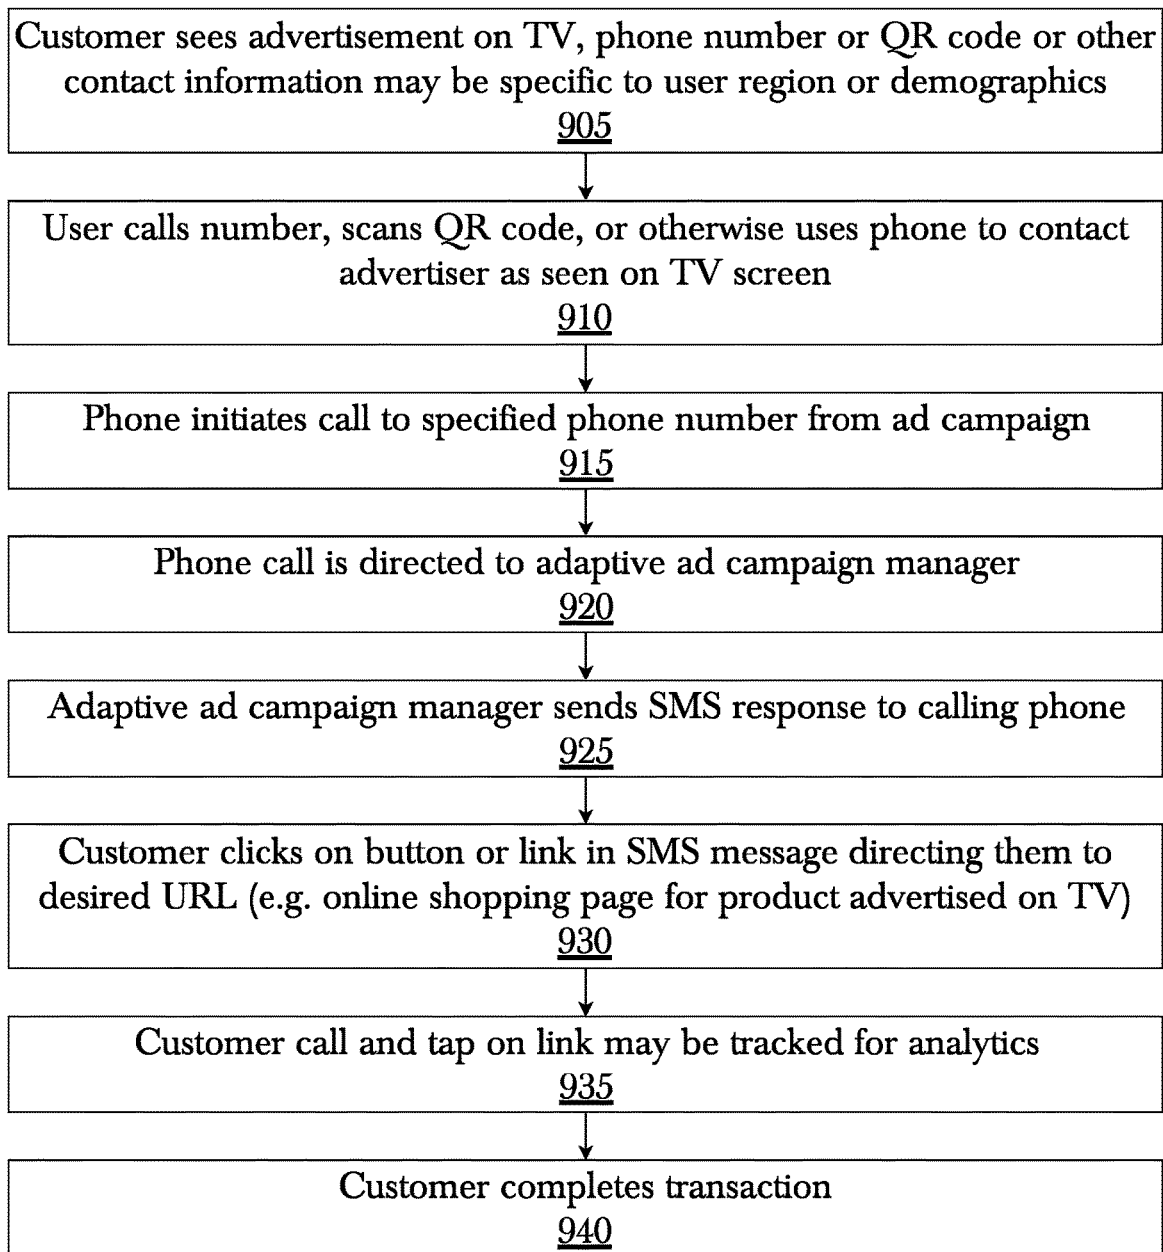 Customer sees advertisement on TV, phone number or QR code or other
contact information may be specific to user region or demographics
905
User calls number, scans QR code, or otherwise uses phone to contact
advertiser as seen on TV screen
910
Phone initiates call to specified phone number from ad campaign
915
Phone call is directed to adaptive ad campaign manager
920
Adaptive ad campaign manager sends SMS response to calling phone
925
Customer clicks on button or link in SMS message directing them to
desired URL (e.g. online shopping page for product advertised on TV)
930
Customer call and tap on link may be tracked for analytics
935
Customer completes transaction
940